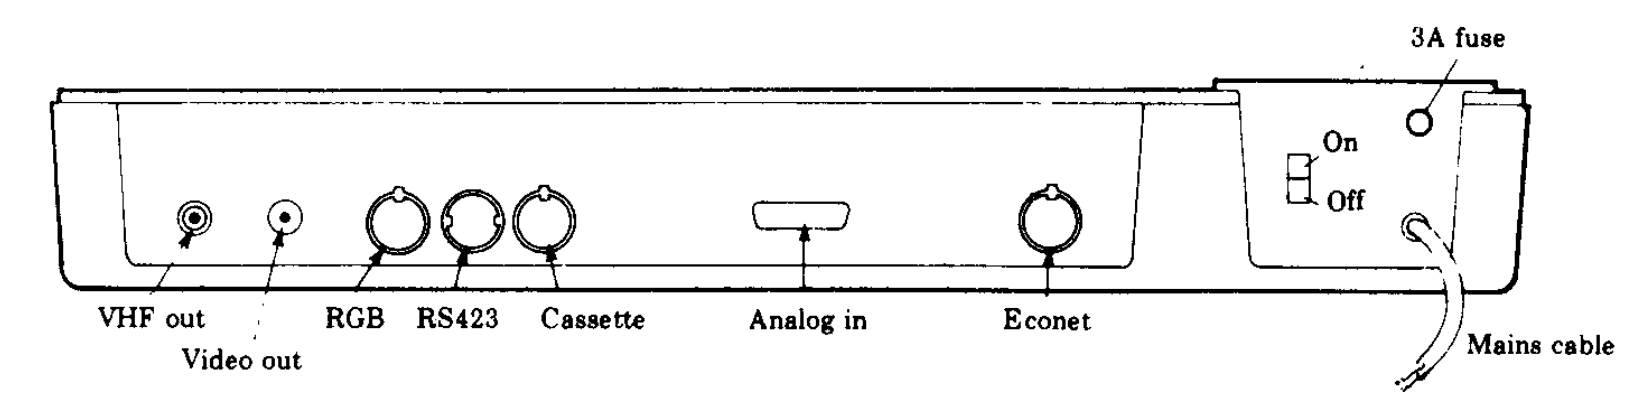 3A fuse
On
Off
VHF out
RGB
RS423
Cassette
Analog in
Econet
Mains cable
Video out